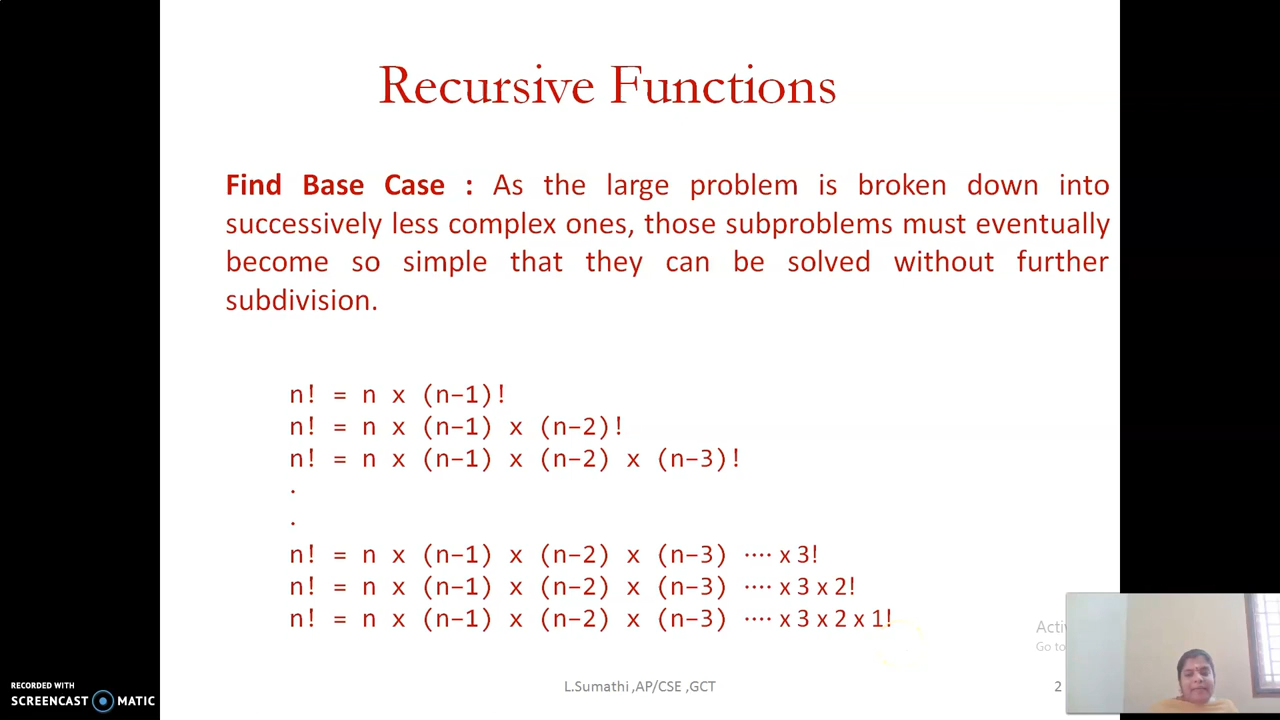 Recursive Functions
Find Base Case : As the large problem is broken down into
successively less complex ones, those subproblems must eventually
become so simple that they can be solved without further
subdivision.
n! = n x (n-1)!
n! = n x (n-1) x (n-2)!
n! = n x (n-1) x (n-2) x (n-3)!
.
.
n! = n x (n-1) x (n-2) x (n-3) ···· x 3!
n! = n x (n-1) x (n-2) x (n-3) ···· x 3 x 2!
n! = n x (n-1) x (n-2) x (n-3) ···· x 3 x 2 x 1!
Go to
L.Sumathi ,AP/CSE ,GCT
2
RECORDED WITH
SCREENCAST MATIC